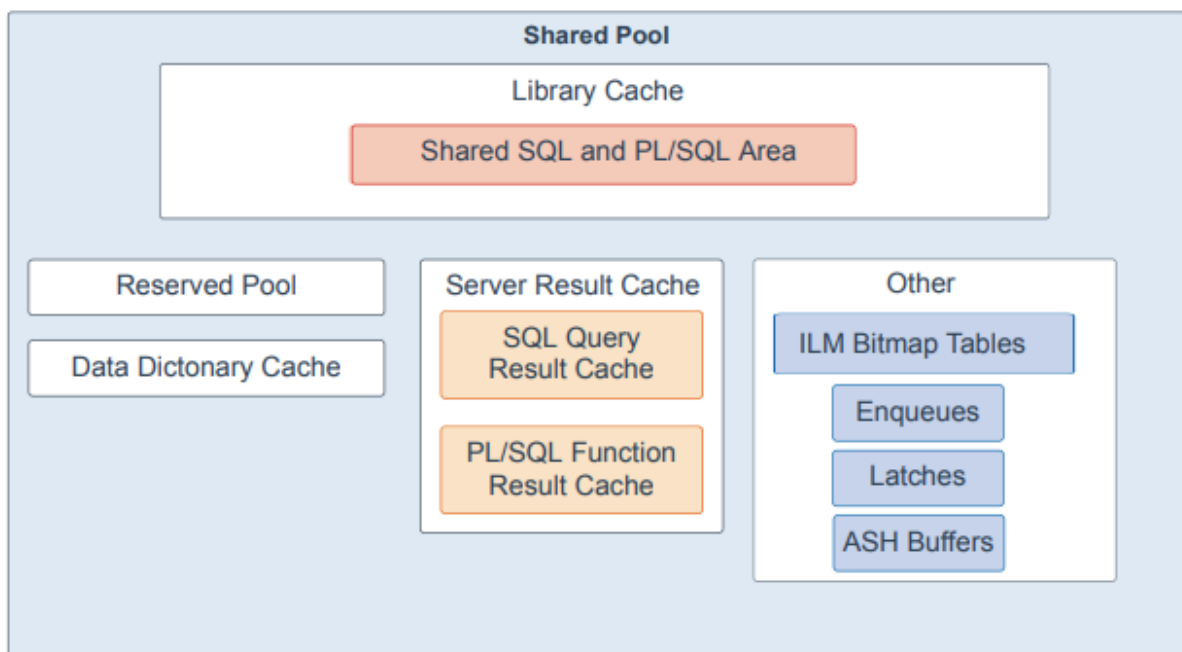 Shared Pool
Library Cache
Shared SQL and PL/SQL Area
Reserved Pool
Data Dictonary Cache
Server Result Cache
SQL Query
Result Cache
PL/SQL Function
Result Cache
Other
ILM Bitmap Tables
Enqueues
Latches
ASH Buffers